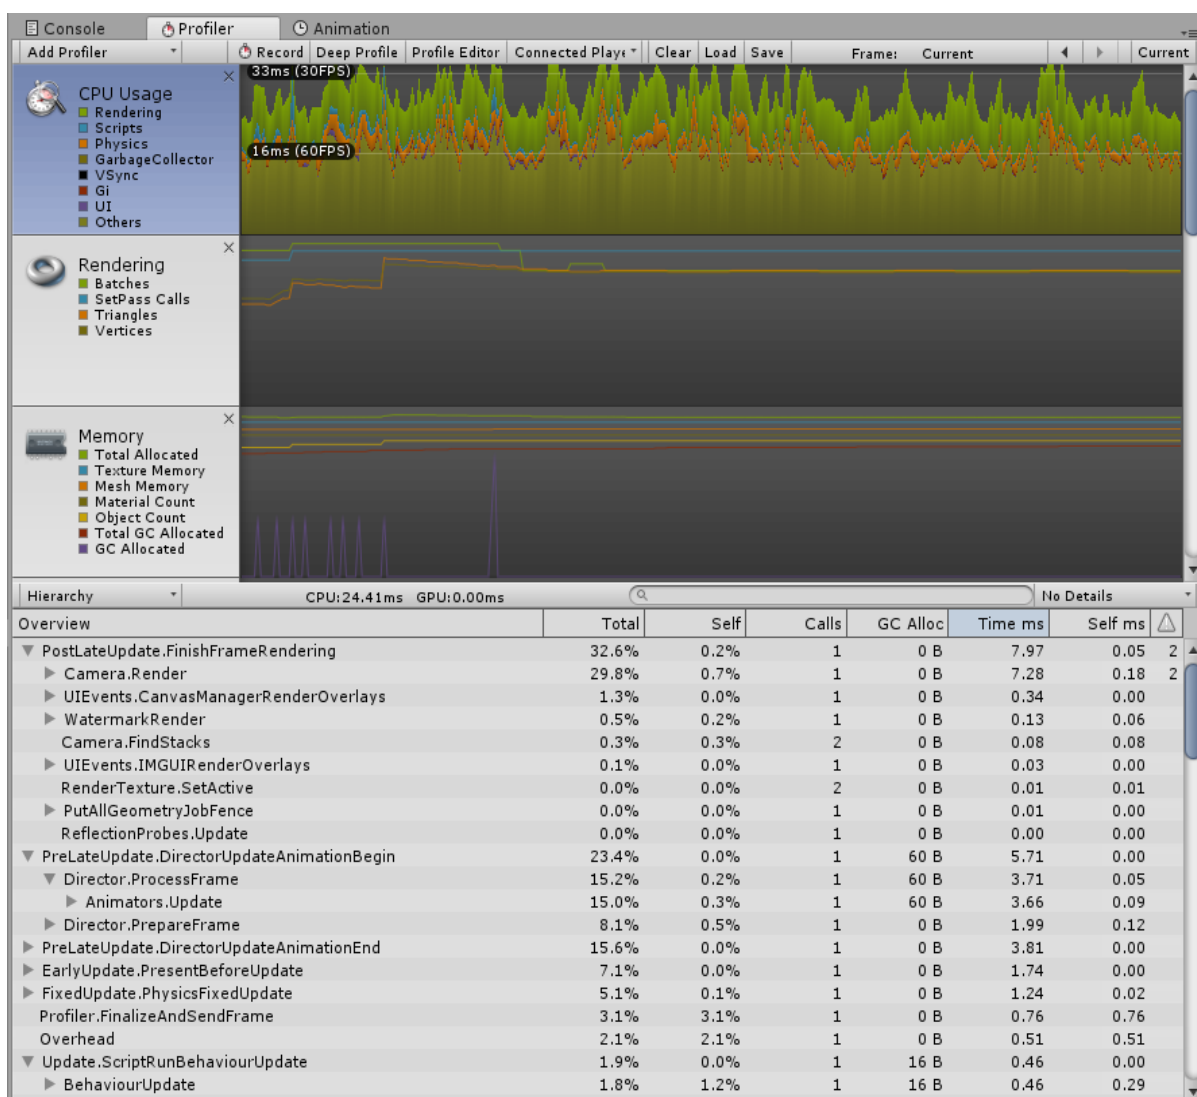 Console Profiler Animation
Add Profiler Record Deep Profile Profile Editor Connected Playe Clear Load Save Frame: Current Current
CPU Usage
Rendering
Scripts
Physics
GarbageCollector
VSync
Gi
UI
Others
33ms (30FPS)
16ms (60FPS)
Rendering
Batches
SetPass Calls
Triangles
Vertices
Memory
Total Allocated
Texture Memory
Mesh Memory
Material Count
Object Count
Total GC Allocated
GC Allocated
Hierarchy CPU:24.41ms GPU:0.00ms No Details
Overview Total Self Calls GC Alloc Time ms Self ms
PostLateUpdate.FinishFrameRendering 32.6% 0.2% 1 0 B 7.97 0.05 2
Camera.Render 29.8% 0.7% 1 0 B 7.28 0.18 2
UIEvents.CanvasManagerRenderOverlays 1.3% 0.0% 1 0 B 0.34 0.00
WatermarkRender 0.5% 0.2% 1 0 B 0.13 0.06
Camera.FindStacks 0.3% 0.3% 2 0 B 0.08 0.08
UIEvents.IMGUIRenderOverlays 0.1% 0.0% 1 0 B 0.03 0.00
RenderTexture.SetActive 0.0% 0.0% 2 0 B 0.01 0.01
PutAllGeometryJobFence 0.0% 0.0% 1 0 B 0.01 0.00
ReflectionProbes.Update 0.0% 0.0% 1 0 B 0.00 0.00
PreLateUpdate.DirectorUpdateAnimationBegin 23.4% 0.0% 1 60 B 5.71 0.00
Director.ProcessFrame 15.2% 0.2% 1 60 B 3.71 0.05
Animators.Update 15.0% 0.3% 1 60 B 3.66 0.09
Director.PrepareFrame 8.1% 0.5% 1 0 B 1.99 0.12
PreLateUpdate.DirectorUpdateAnimationEnd 15.6% 0.0% 1 0 B 3.81 0.00
EarlyUpdate.PresentBeforeUpdate 7.1% 0.0% 1 0 B 1.74 0.00
FixedUpdate.PhysicsFixedUpdate 5.1% 0.1% 1 0 B 1.24 0.02
Profiler.FinalizeAndSendFrame 3.1% 3.1% 1 0 B 0.76 0.76
Overhead 2.1% 2.1% 1 0 B 0.51 0.51
Update.ScriptRunBehaviourUpdate 1.9% 0.0% 1 16 B 0.46 0.00
BehaviourUpdate 1.8% 1.2% 1 16 B 0.46 0.29